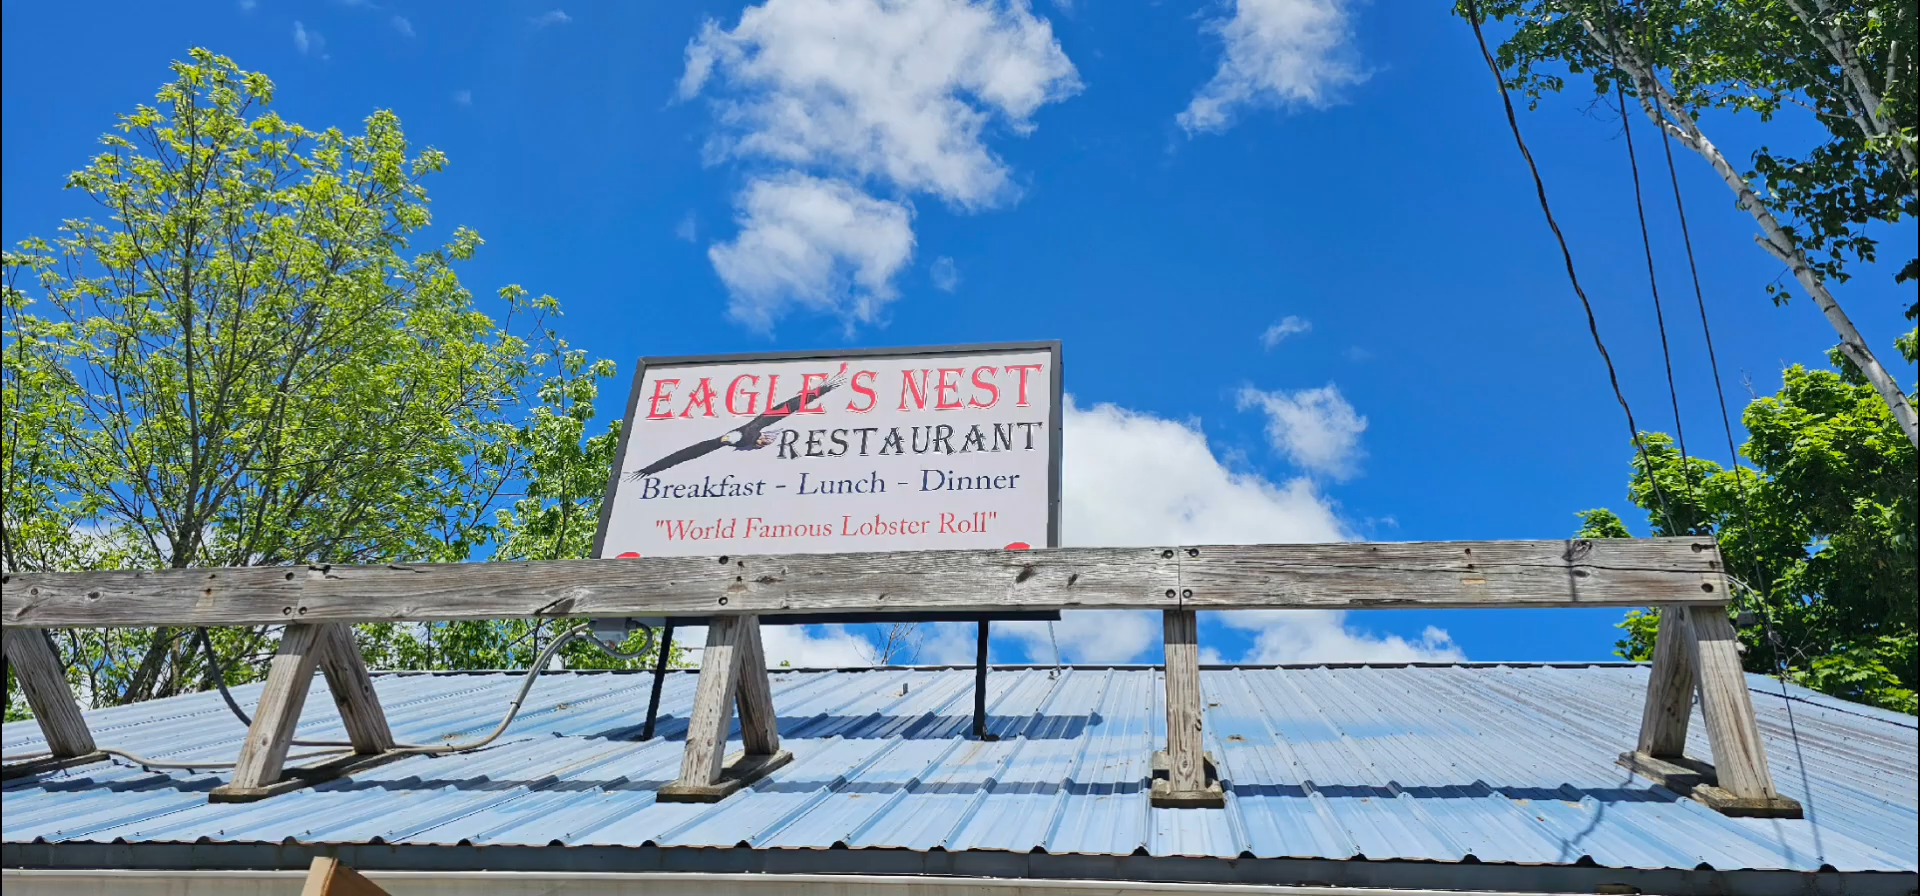 EAGLE'S NEST
RESTAURANT
Breakfast - Lunch - Dinner
"World Famous Lobster Roll"